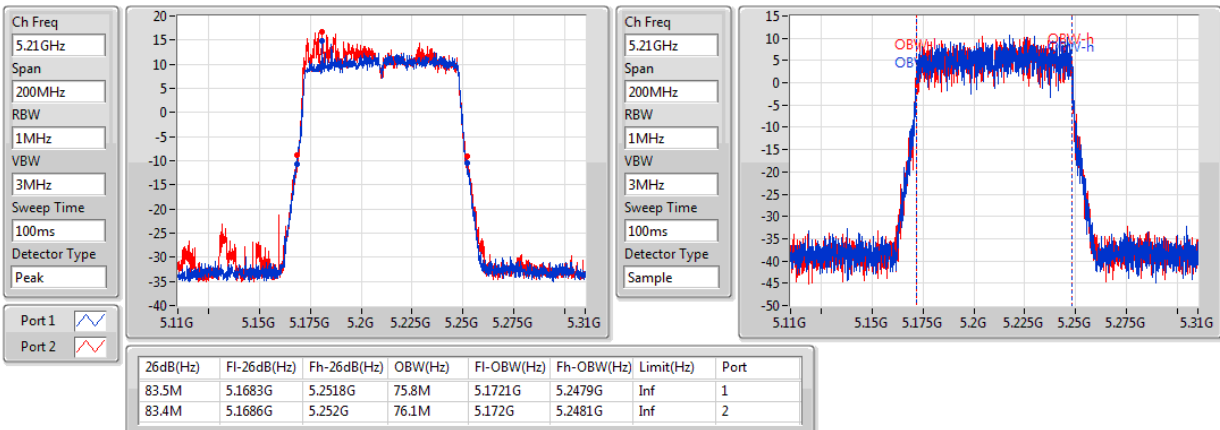 Ch Freq
5.21GHz
Span
200MHz
RBW
1MHz
VBW
3MHz
Sweep Time
100ms
Detector Type
Peak
Port 1
Port 2
20
15
10
5
0
-5
-10
-15
-20
-25
-30
-35
-40
5.11G 5.15G 5.175G 5.2G 5.225G 5.25G 5.275G 5.31G
Ch Freq
5.21GHz
Span
200MHz
RBW
1MHz
VBW
3MHz
Sweep Time
100ms
Detector Type
Sample
15
10
5
0
-5
-10
-15
-20
-25
-30
-35
-40
-45
-50
OBW-h
5.11G 5.15G 5.175G 5.2G 5.225G 5.25G 5.275G 5.31G
26dB(Hz) Fl-26dB(Hz) Fh-26dB(Hz) OBW(Hz) Fl-OBW(Hz) Fh-OBW(Hz) Limit(Hz) Port
83.5M 5.1683G 5.2518G 75.8M 5.1721G 5.2479G Inf 1
83.4M 5.1686G 5.252G 76.1M 5.172G 5.2481G Inf 2